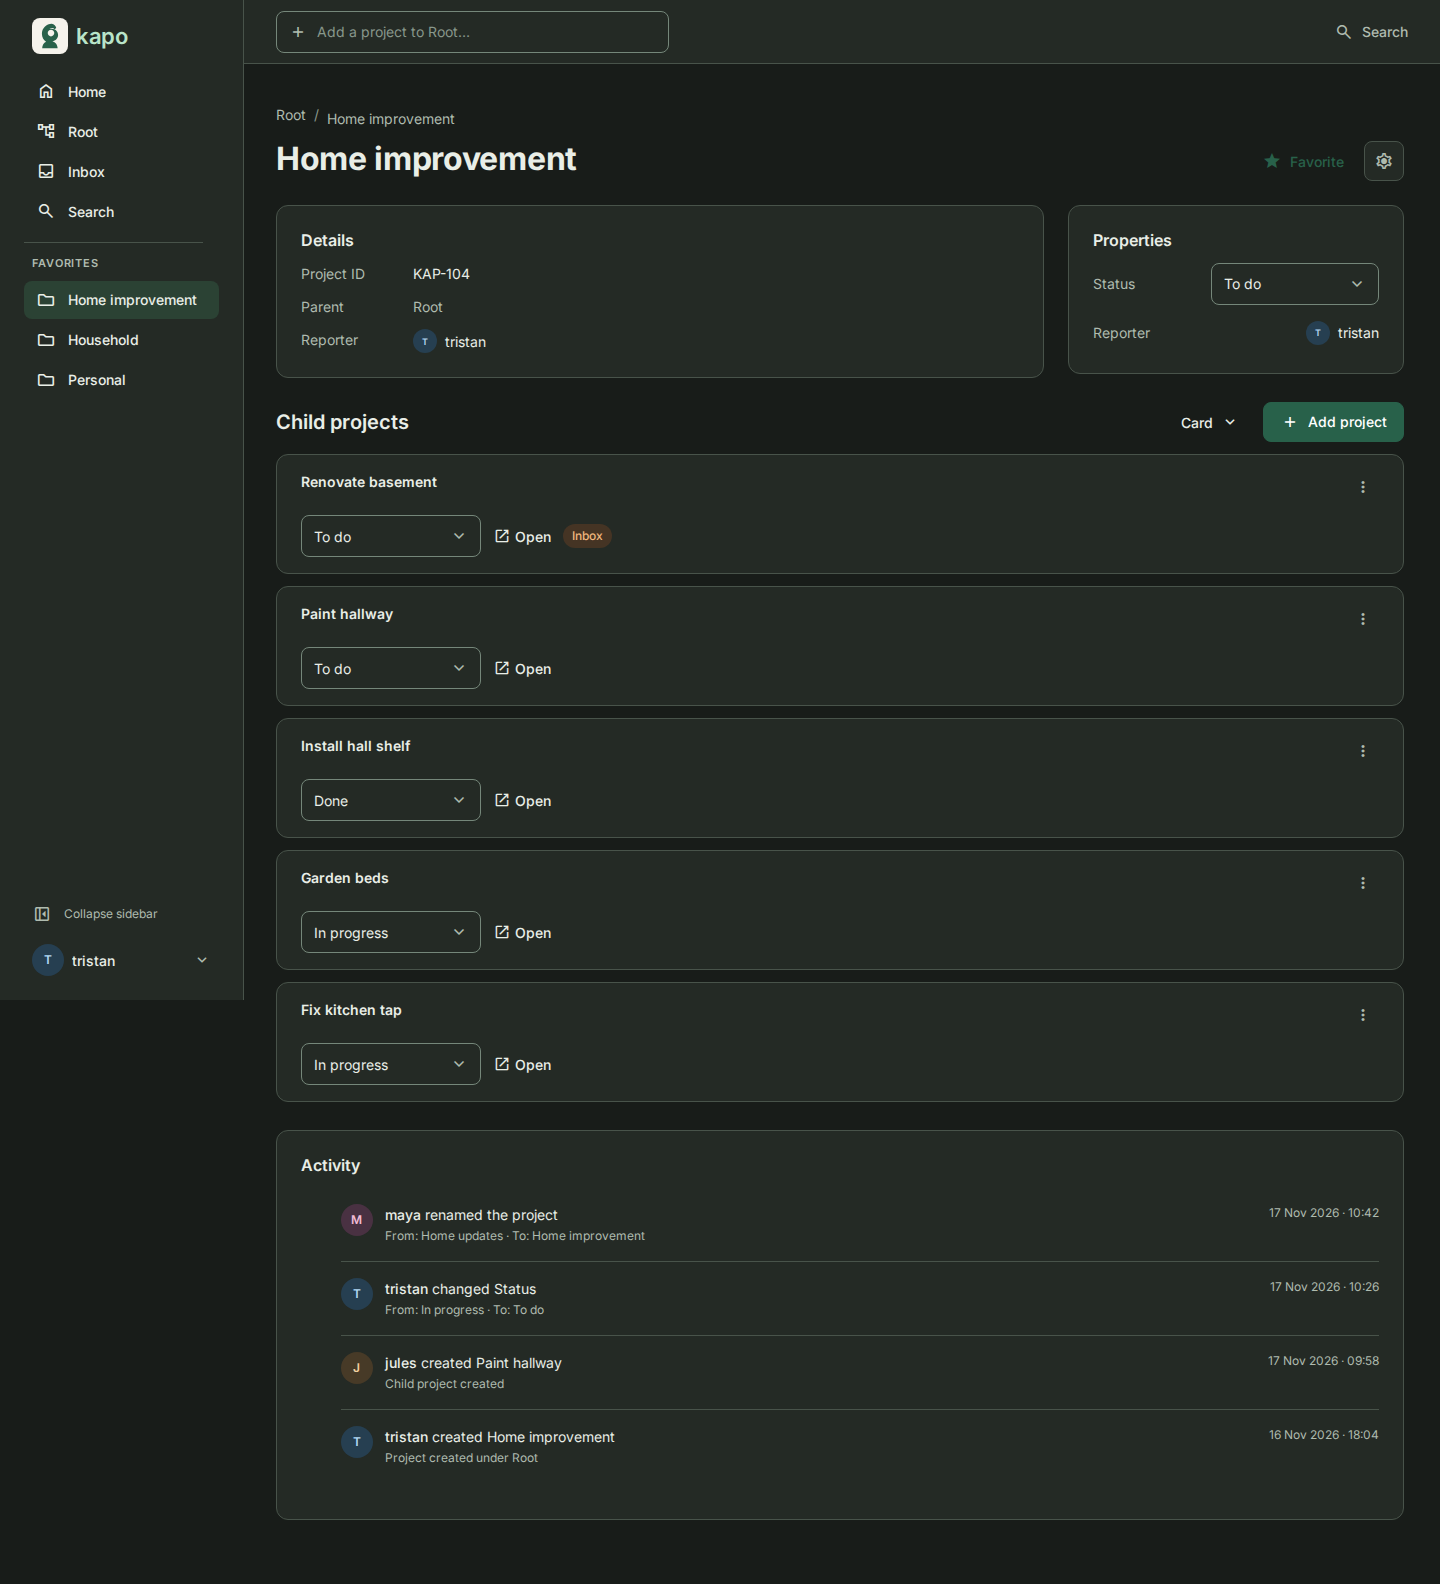 kapo
Add a project to Root...
Search
Home
Root
Inbox
Search
FAVORITES
Home improvement
Household
Personal
Collapse sidebar
T tristan
Root / Home improvement
Home improvement
Favorite
Details
Project ID KAP-104
Parent Root
Reporter T tristan
Properties
Status To do
Reporter T tristan
Child projects
Card
Add project
Renovate basement
To do Open Inbox
Paint hallway
To do Open
Install hall shelf
Done Open
Garden beds
In progress Open
Fix kitchen tap
In progress Open
Activity
M maya renamed the project 17 Nov 2026 · 10:42
From: Home updates · To: Home improvement
T tristan changed Status 17 Nov 2026 · 10:26
From: In progress · To: To do
J jules created Paint hallway 17 Nov 2026 · 09:58
Child project created
T tristan created Home improvement 16 Nov 2026 · 18:04
Project created under Root